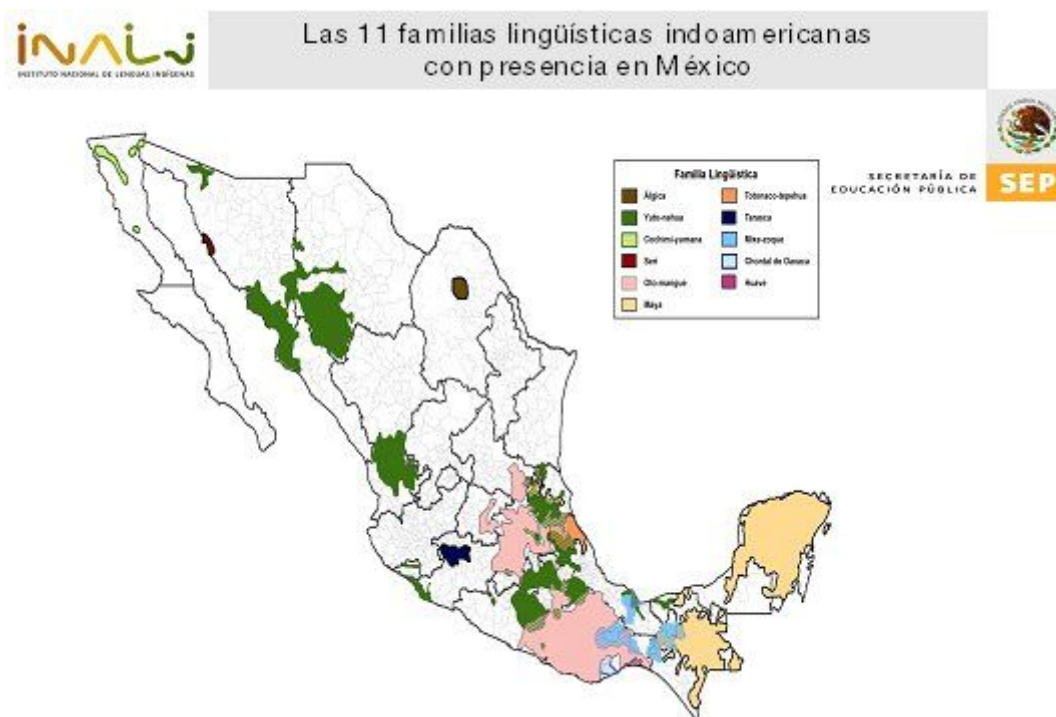 INALI
INSTITUTO NACIONAL DE LENGUAS INDÍGENAS
Las 11 familias lingüísticas indoamericanas
con presencia en México
SECRETARÍA DE
EDUCACIÓN PÚBLICA
SEP
Familia Lingüística
Álgica
Yuto-nahua
Cochimí-yumana
Seri
Oto-mangue
Maya
Totonaco-tepehua
Tarasca
Mixe-zoque
Chontal de Oaxaca
Huave